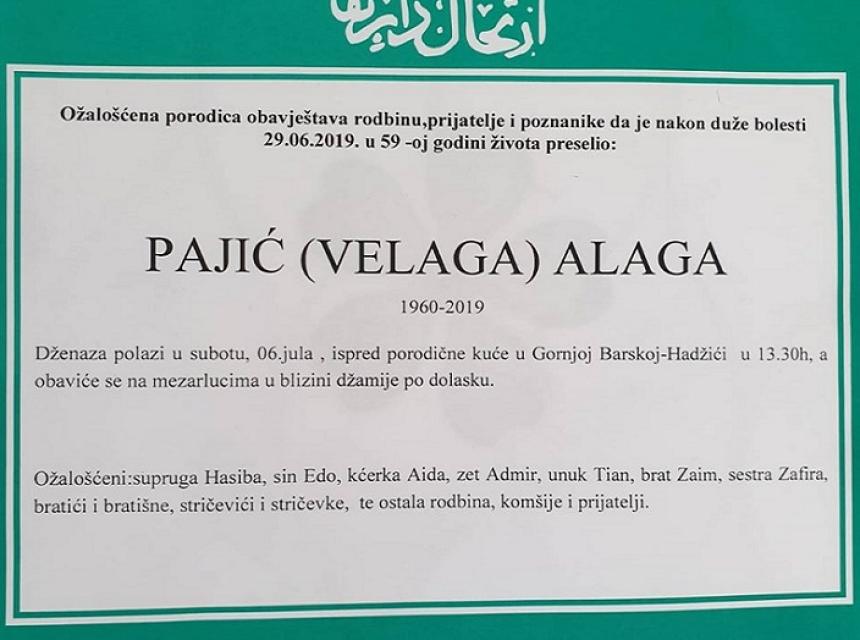 Ožalošćena porodica obavještava rodbinu,prijatelje i poznanike da je nakon duže bolesti
29.06.2019. u 59 -oj godini života preselio:
PAJIĆ (VELAGA) ALAGA
1960-2019
Dženaza polazi u subotu, 06.jula , ispred porodične kuće u Gornjoj Barskoj-Hadžići u 13.30h, a
obaviće se na mezarlucima u blizini džamije po dolasku.
Ožalošćeni:supruga Hasiba, sin Edo, kćerka Aida, zet Admir, unuk Tian, brat Zaim, sestra Zafira,
bratići i bratišne, stričevići i stričevke, te ostala rodbina, komšije i prijatelji.